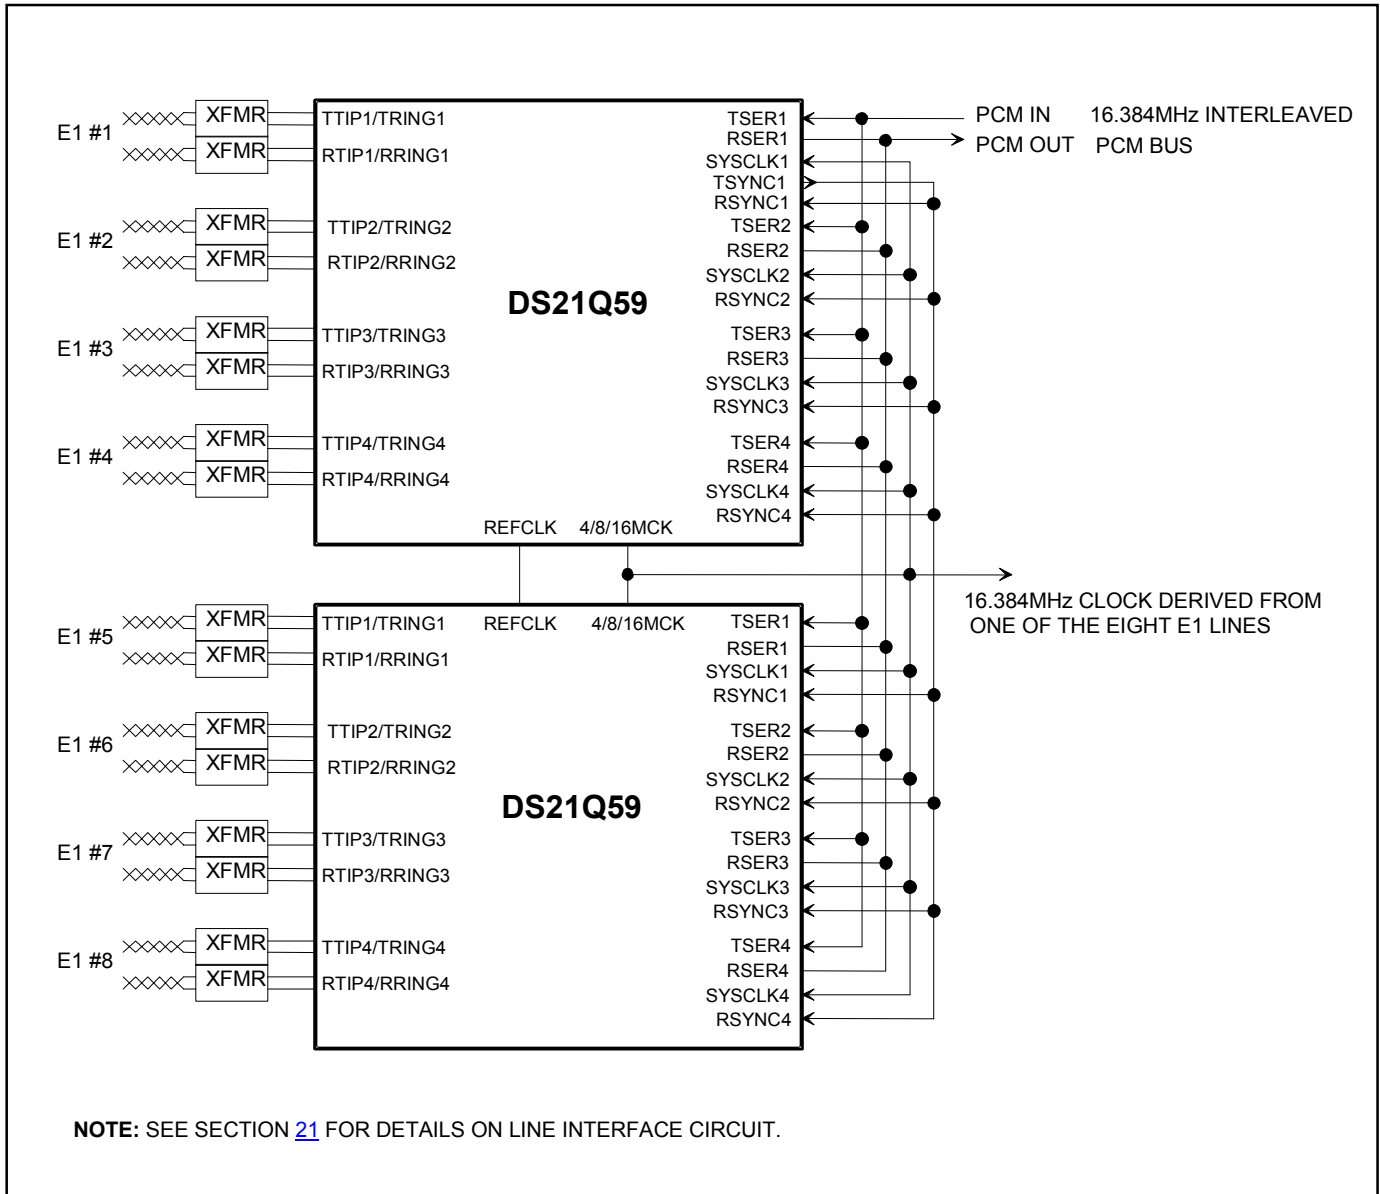 E1 #1
XFMR
XFMR
TTIP1/TRING1
RTIP1/RRING1
E1 #2
XFMR
XFMR
TTIP2/TRING2
RTIP2/RRING2
E1 #3
XFMR
XFMR
TTIP3/TRING3
RTIP3/RRING3
E1 #4
XFMR
XFMR
TTIP4/TRING4
RTIP4/RRING4
DS21Q59
REFCLK 4/8/16MCK
TSER1
RSER1
SYSCLK1
TSYNC1
RSYNC1
TSER2
RSER2
SYSCLK2
RSYNC2
TSER3
RSER3
SYSCLK3
RSYNC3
TSER4
RSER4
SYSCLK4
RSYNC4
PCM IN 16.384MHz INTERLEAVED
PCM OUT PCM BUS
16.384MHz CLOCK DERIVED FROM
ONE OF THE EIGHT E1 LINES
E1 #5
XFMR
XFMR
TTIP1/TRING1
RTIP1/RRING1
E1 #6
XFMR
XFMR
TTIP2/TRING2
RTIP2/RRING2
E1 #7
XFMR
XFMR
TTIP3/TRING3
RTIP3/RRING3
E1 #8
XFMR
XFMR
TTIP4/TRING4
RTIP4/RRING4
REFCLK 4/8/16MCK
DS21Q59
TSER1
RSER1
SYSCLK1
RSYNC1
TSER2
RSER2
SYSCLK2
RSYNC2
TSER3
RSER3
SYSCLK3
RSYNC3
TSER4
RSER4
SYSCLK4
RSYNC4
NOTE: SEE SECTION 21 FOR DETAILS ON LINE INTERFACE CIRCUIT.